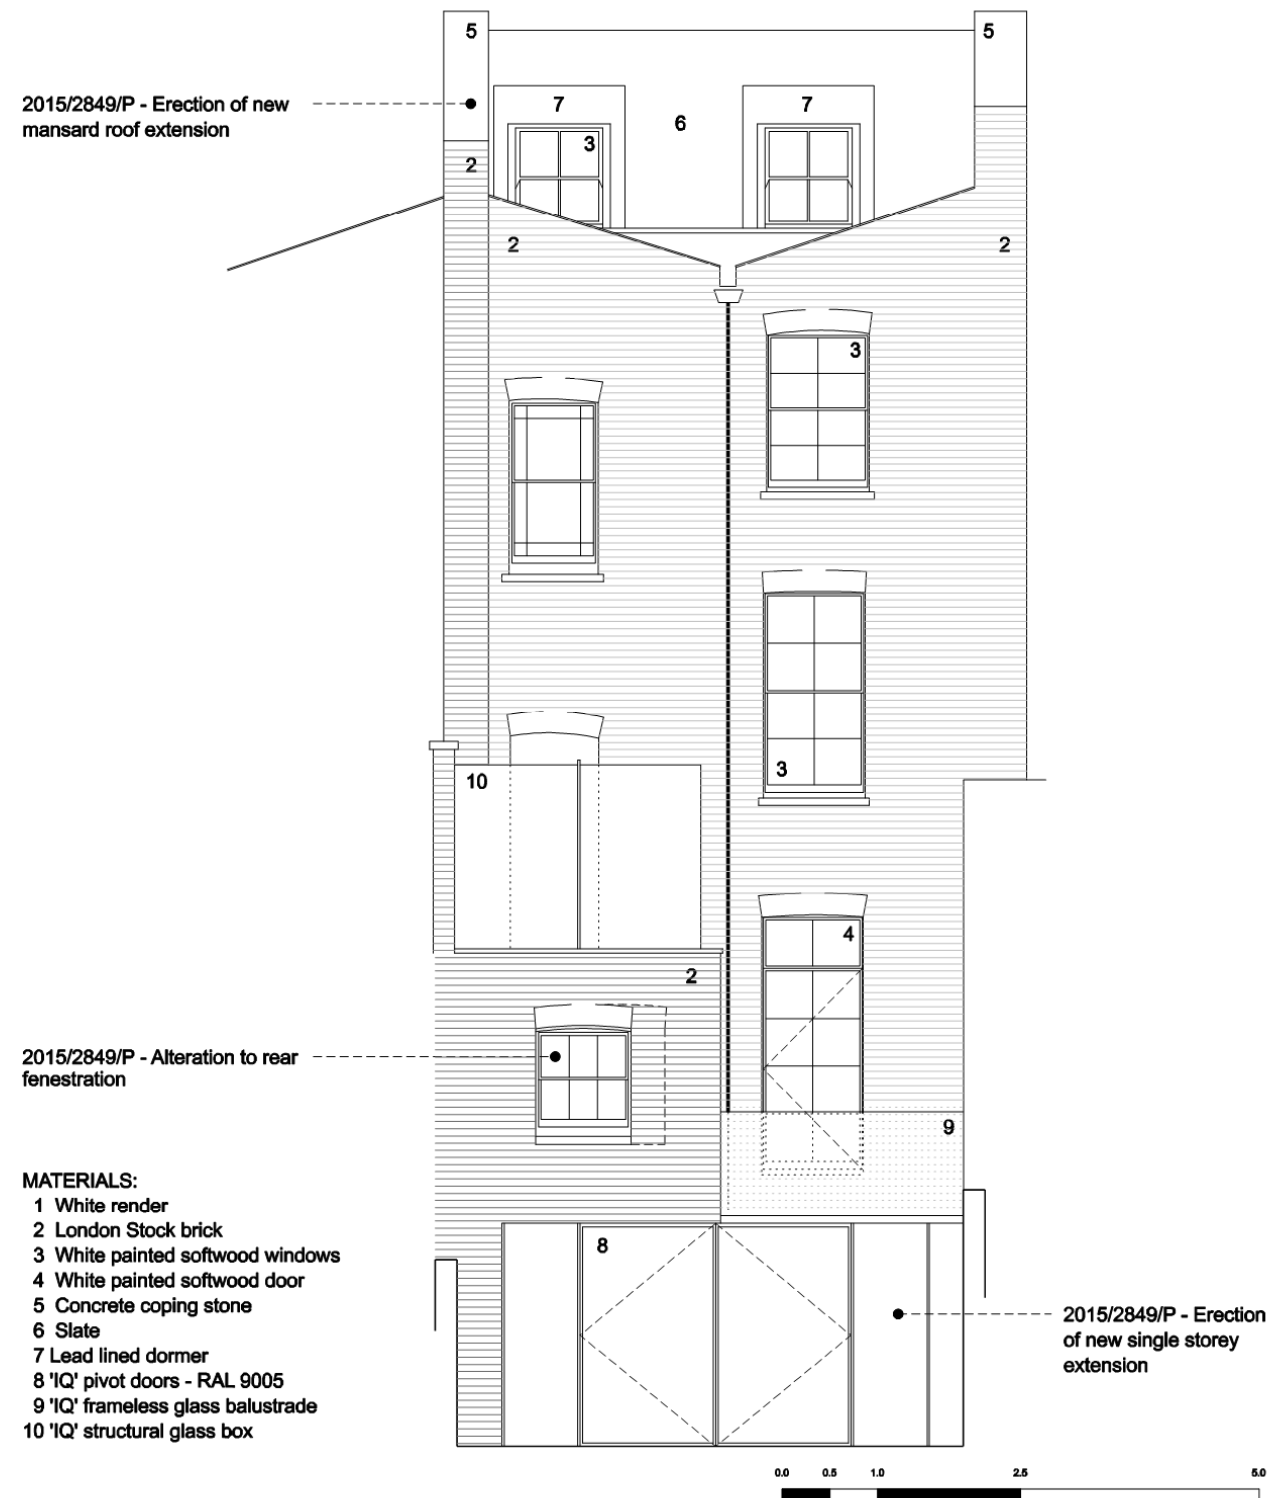 5
5
2015/2849/P - Erection of new
mansard roof extension
7
7
6
3
2
2
2
3
3
10
4
2
2015/2849/P - Alteration to rear
fenestration
9
MATERIALS:
1 White render
2 London Stock brick
3 White painted softwood windows
4 White painted softwood door
5 Concrete coping stone
6 Slate
7 Lead lined dormer
8 'IQ' pivot doors - RAL 9005
9 'IQ' frameless glass balustrade
10 'IQ' structural glass box
8
2015/2849/P - Erection
of new single storey
extension
0.0 0.5 1.0 2.5 5.0